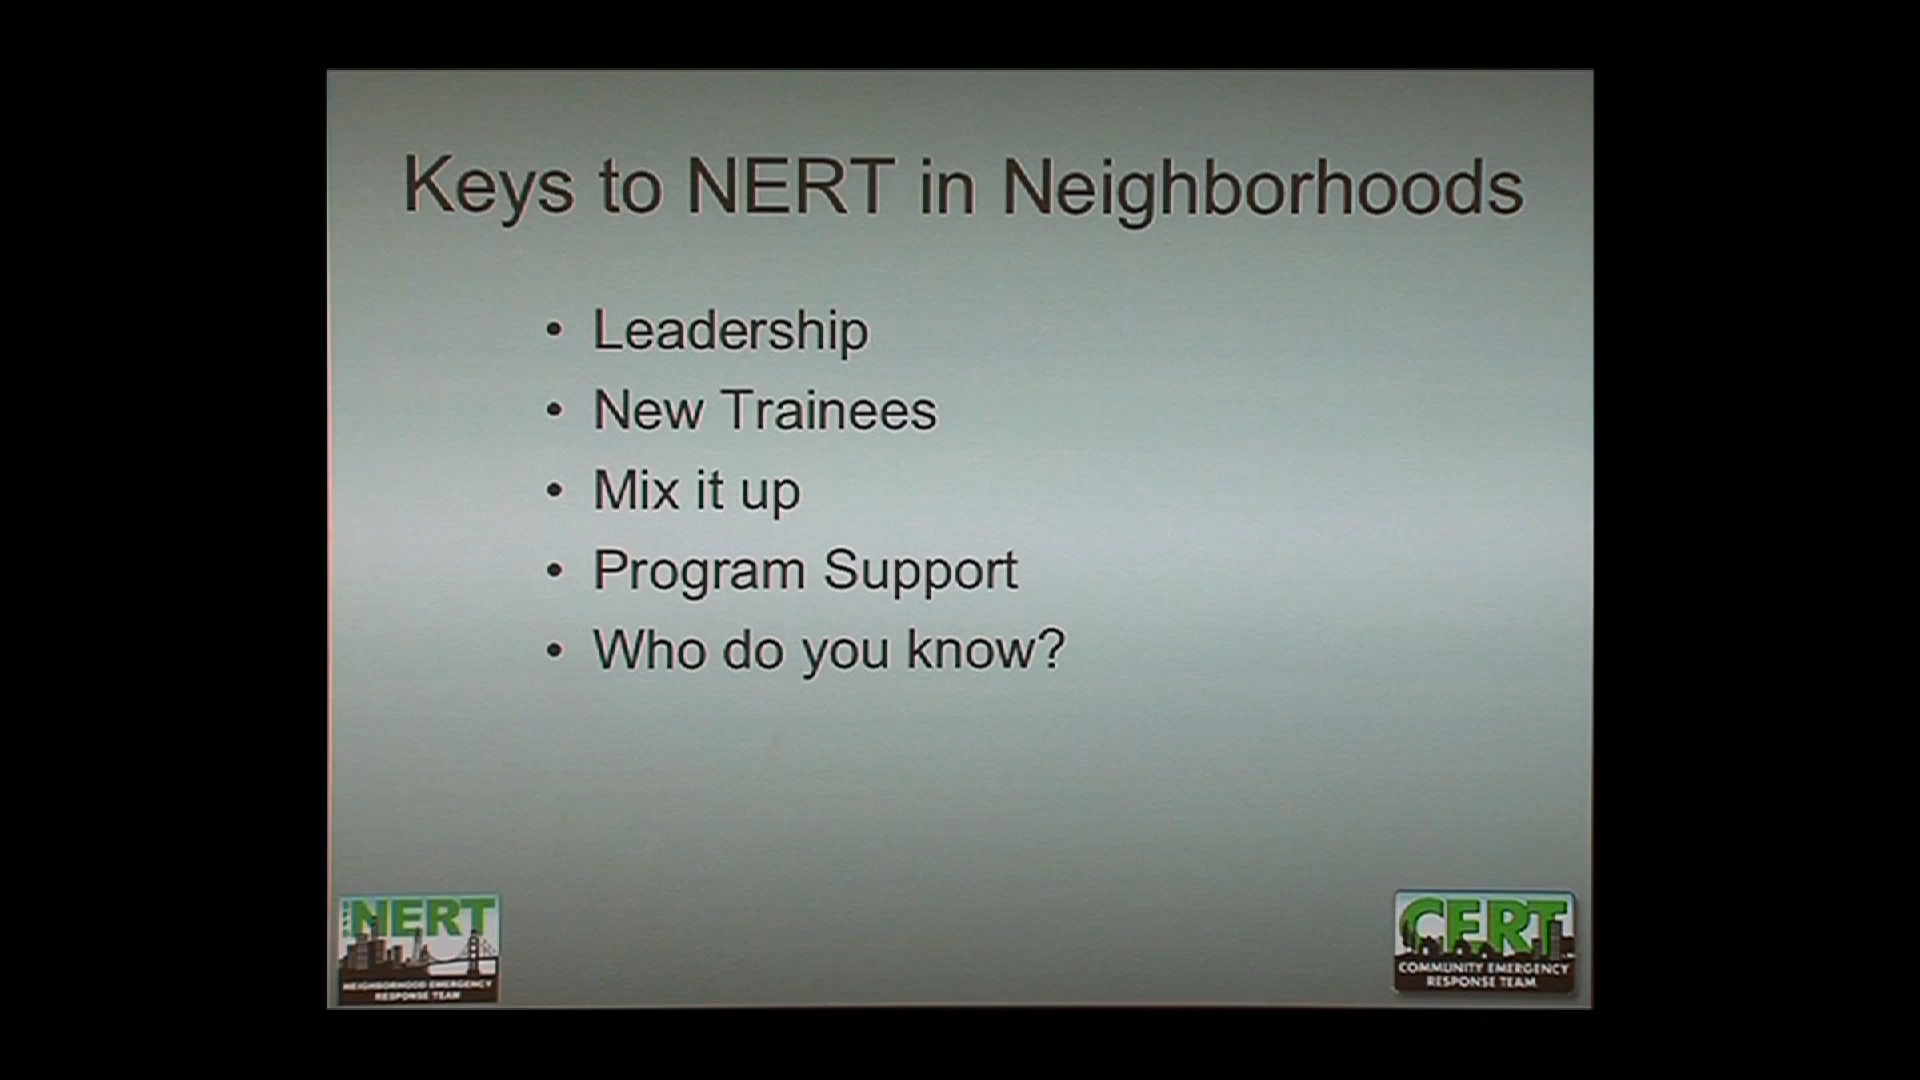 Keys to NERT in Neighborhoods
• Leadership
• New Trainees
• Mix it up
• Program Support
• Who do you know?
NERT
NEIGHBORHOOD EMERGENCY
RESPONSE TEAM
CERT
COMMUNITY EMERGENCY
RESPONSE TEAM